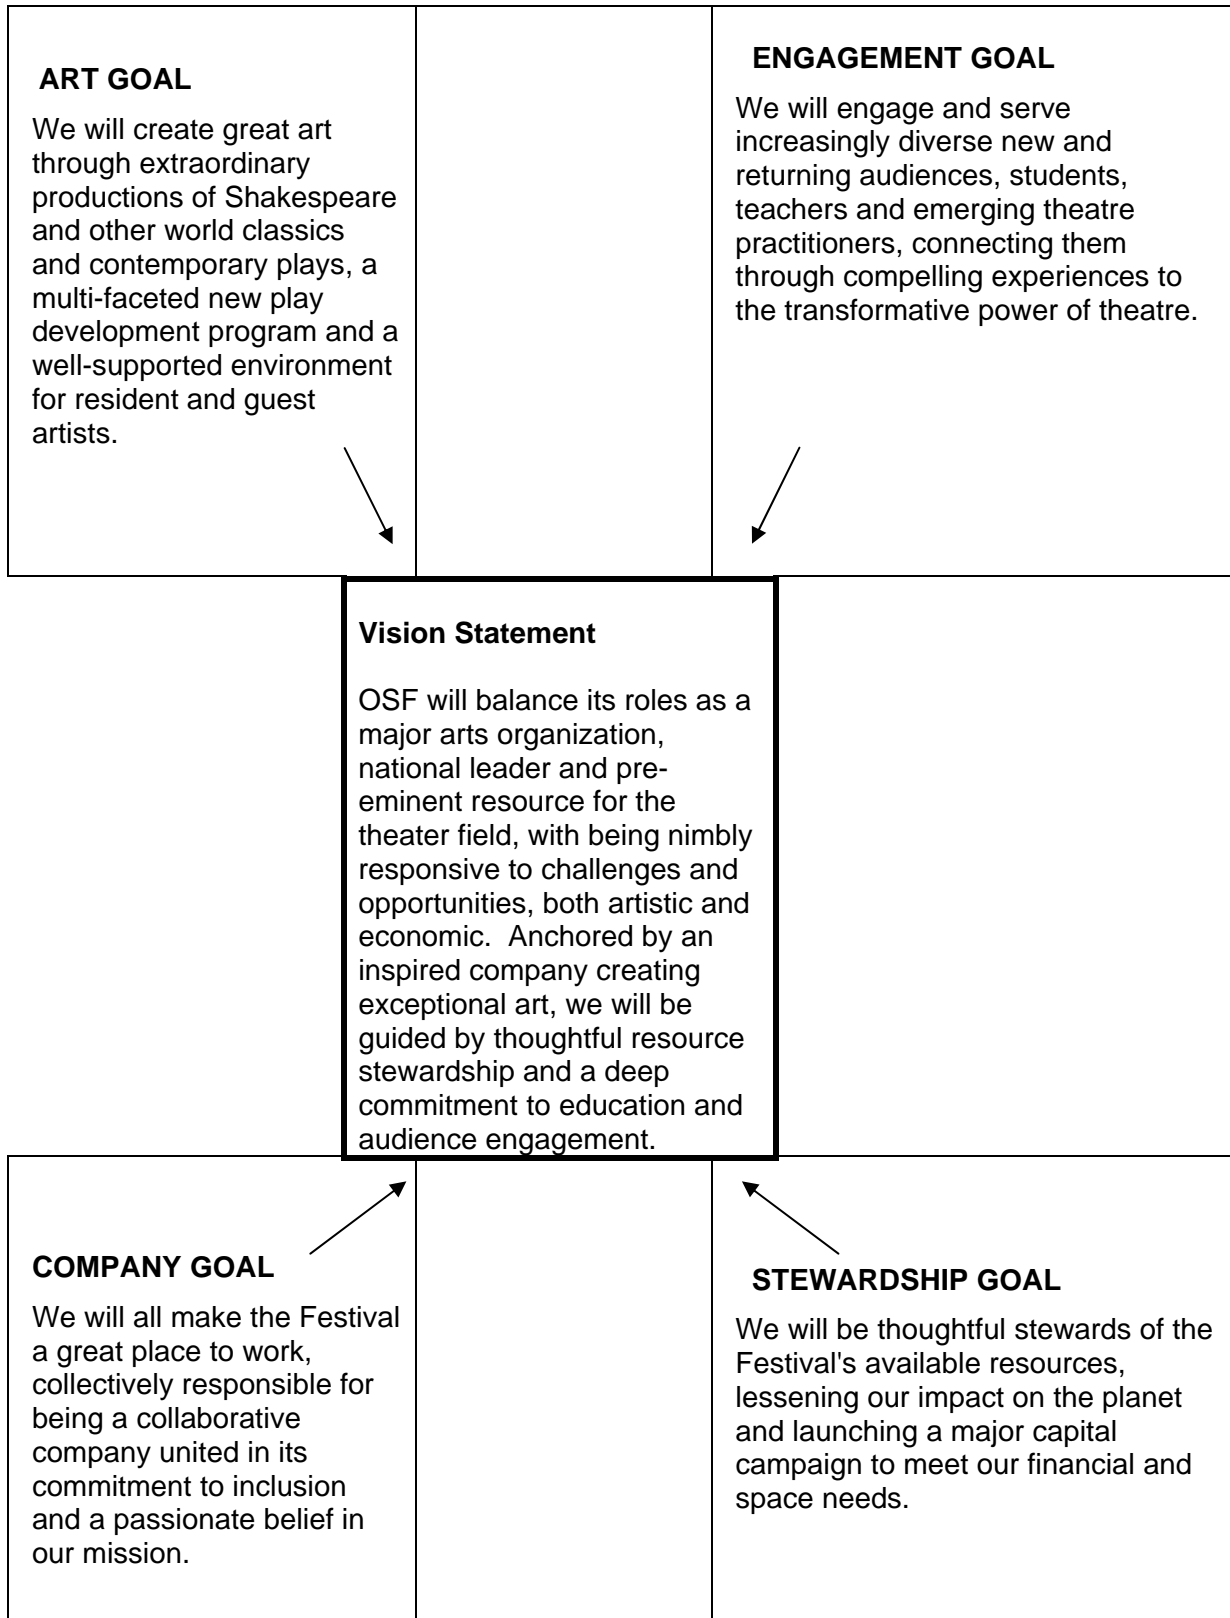 ART GOAL
We will create great art
through extraordinary
productions of Shakespeare
and other world classics
and contemporary plays, a
multi-faceted new play
development program and a
well-supported environment
for resident and guest
artists.
ENGAGEMENT GOAL
We will engage and serve
increasingly diverse new and
returning audiences, students,
teachers and emerging theatre
practitioners, connecting them
through compelling experiences to
the transformative power of theatre.
Vision Statement
OSF will balance its roles as a
major arts organization,
national leader and pre-
eminent resource for the
theater field, with being nimbly
responsive to challenges and
opportunities, both artistic and
economic.  Anchored by an
inspired company creating
exceptional art, we will be
guided by thoughtful resource
stewardship and a deep
commitment to education and
audience engagement.
COMPANY GOAL
We will all make the Festival
a great place to work,
collectively responsible for
being a collaborative
company united in its
commitment to inclusion
and a passionate belief in
our mission.
STEWARDSHIP GOAL
We will be thoughtful stewards of the
Festival's available resources,
lessening our impact on the planet
and launching a major capital
campaign to meet our financial and
space needs.